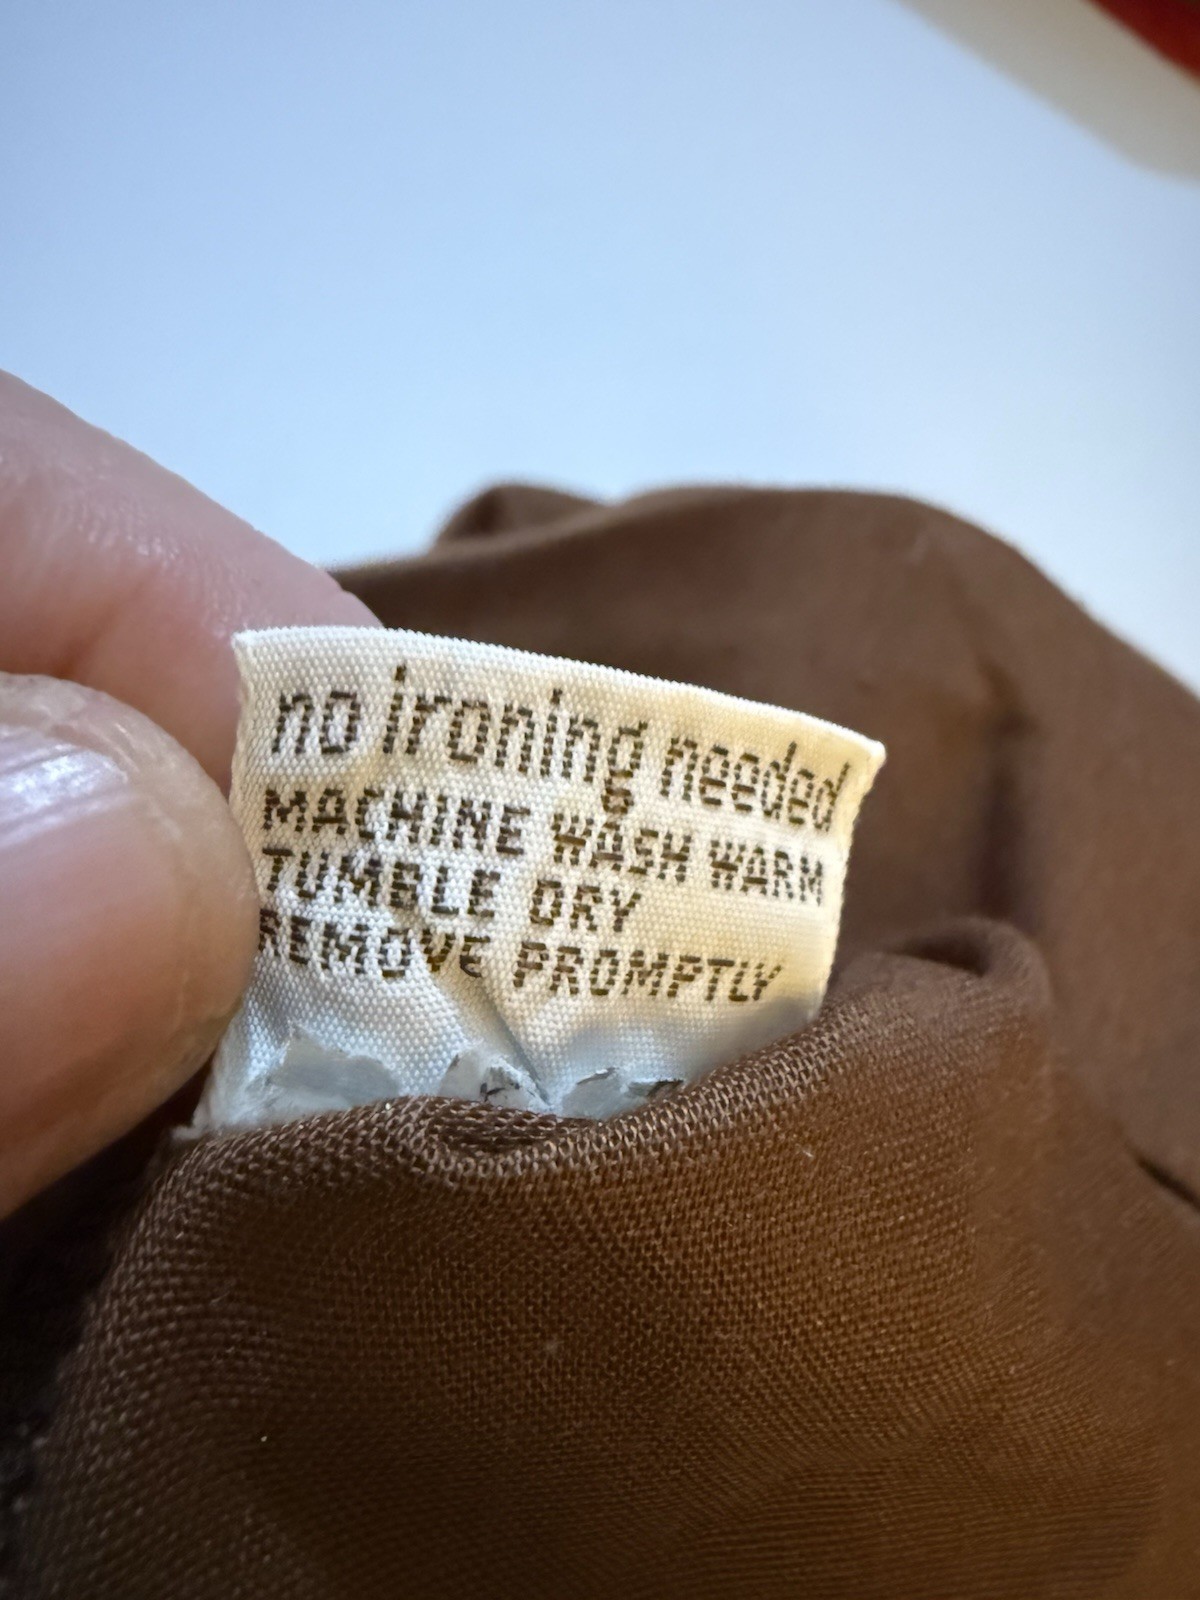 no ironing needed
MACHINE WASH WARM
TUMBLE DRY
REMOVE PROMPTLY